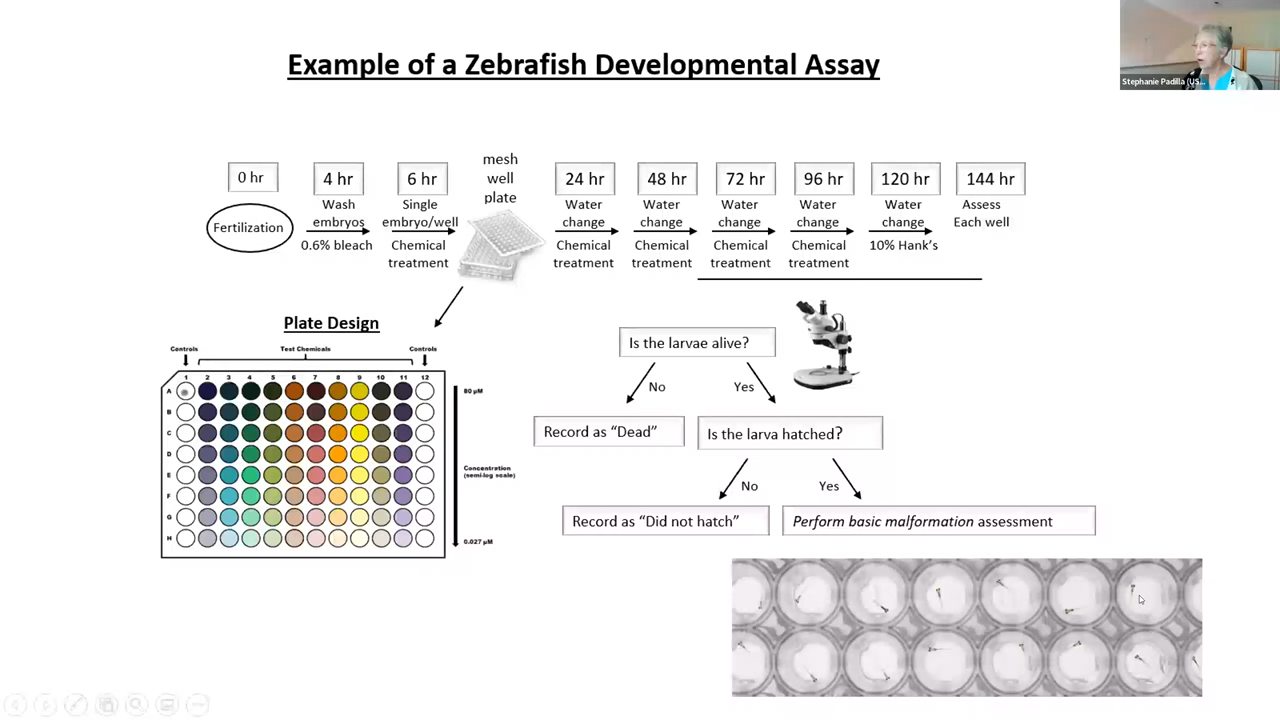 Example of a Zebrafish Developmental Assay
Stephanie Padilla (US...
0 hr
Fertilization
4 hr
Wash
embryos
0.6% bleach
6 hr
Single
embryo/well
Chemical
treatment
mesh
well
plate
24 hr
Water
change
Chemical
treatment
48 hr
Water
change
Chemical
treatment
72 hr
Water
change
Chemical
treatment
96 hr
Water
change
Chemical
treatment
120 hr
Water
change
10% Hank's
144 hr
Assess
Each well
Plate Design
Controls
Test Chemicals
Controls
1 2 3 4 5 6 7 8 9 10 11 12
A
B
C
D
E
F
G
H
80 µM
Concentration
(semi-log scale)
0.027 µM
Is the larvae alive?
No
Yes
Record as “Dead”
Is the larva hatched?
No
Yes
Record as “Did not hatch”
Perform basic malformation assessment